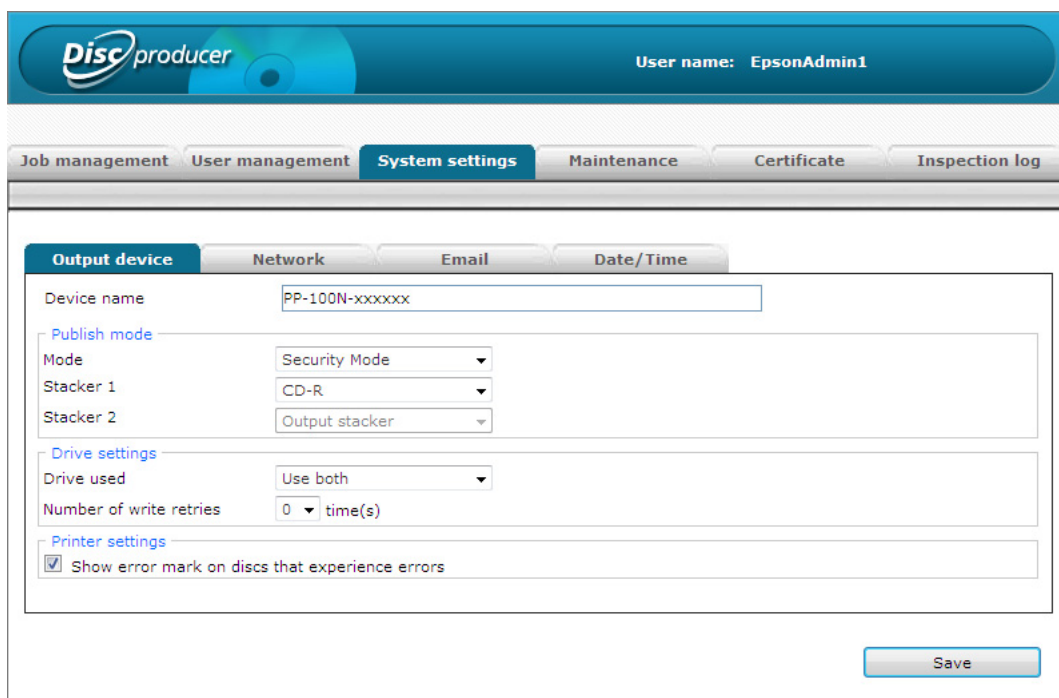 Disc producer
User name: EpsonAdmin1
Job management User management System settings Maintenance Certificate Inspection log
Output device Network Email Date/Time
Device name PP-100N-xxxxxx
Publish mode
Mode Security Mode
Stacker 1 CD-R
Stacker 2 Output stacker
Drive settings
Drive used Use both
Number of write retries 0 time(s)
Printer settings
Show error mark on discs that experience errors
Save